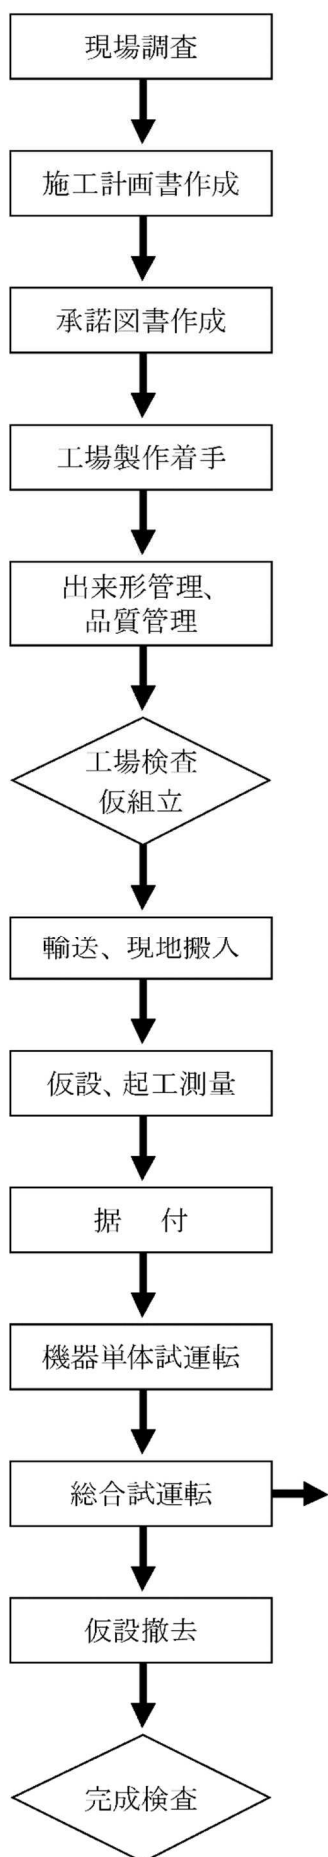 現場調査
施工計画書作成
承諾図書作成
工場製作着手
出来形管理、
品質管理
工場検査
仮組立
輸送、現地搬入
仮設、起工測量
据　付
機器単体試運転
総合試運転
仮設撤去
完成検査